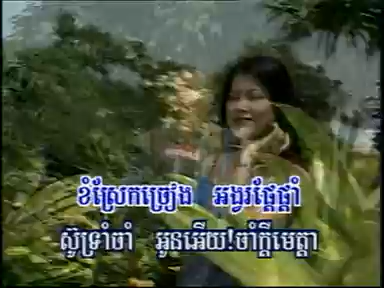 ខំស្រែកច្រៀង អង្វរផ្ដែផ្ដាំ
ស៊ូទ្រាំចាំ អូនអើយ!ចាំក្ដីមេត្តា